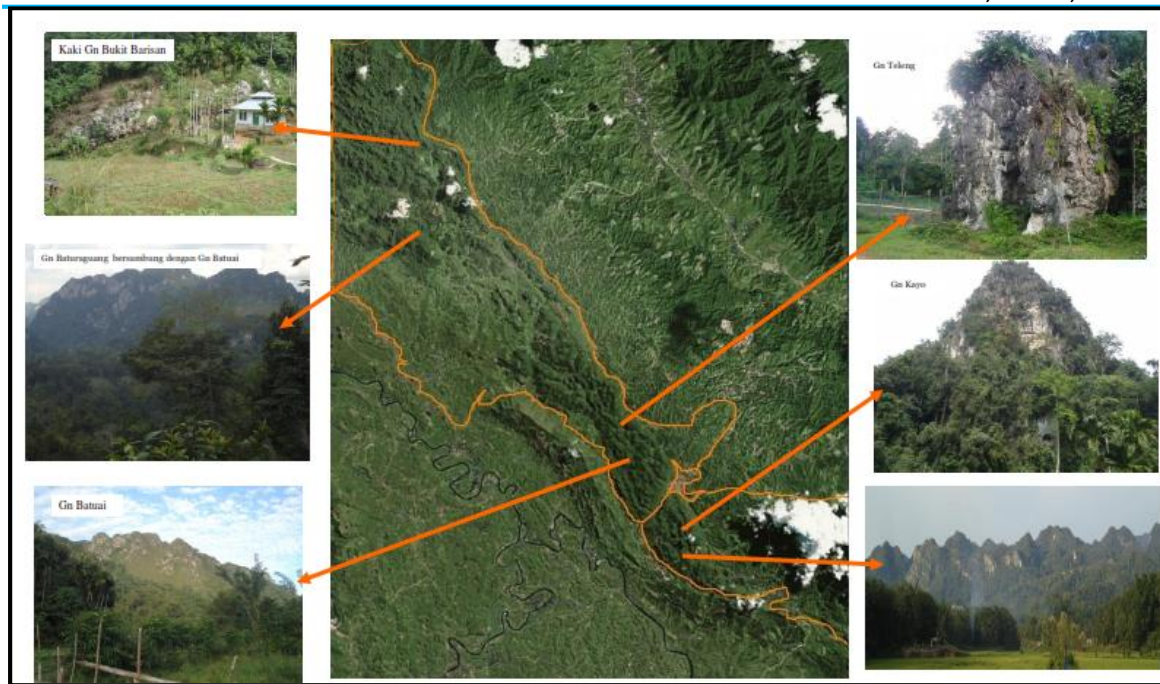 Kaki Gn Bukit Barisan
Gn Baturaguang bersambung dengan Gn Batuai
Gn Batuai
Gn Teleng
Gn Kayo